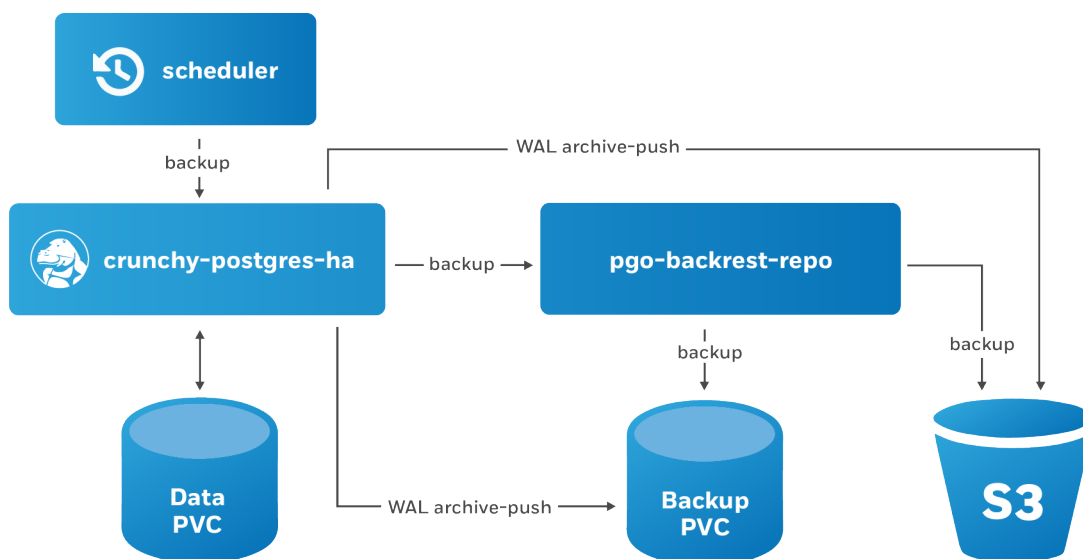 scheduler
backup
WAL archive-push
crunchy-postgres-ha
backup
pgo-backrest-repo
backup
backup
Data
PVC
WAL archive-push
Backup
PVC
S3